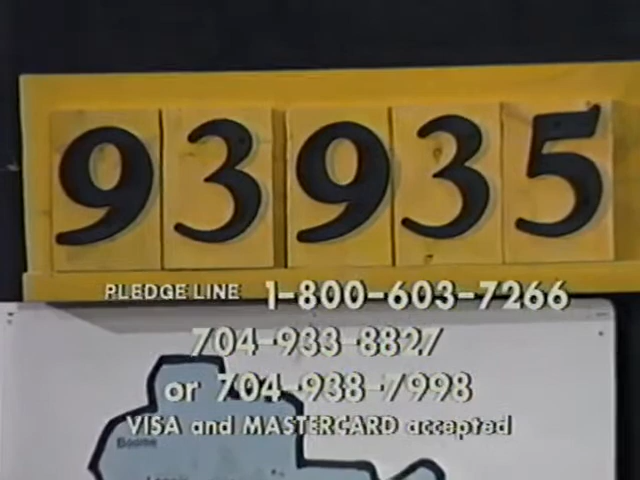 93935
PLEDGE LINE 1-800-603-7266
704-933-8827
or 704-938-7998
VISA and MASTERCARD accepted
Boone